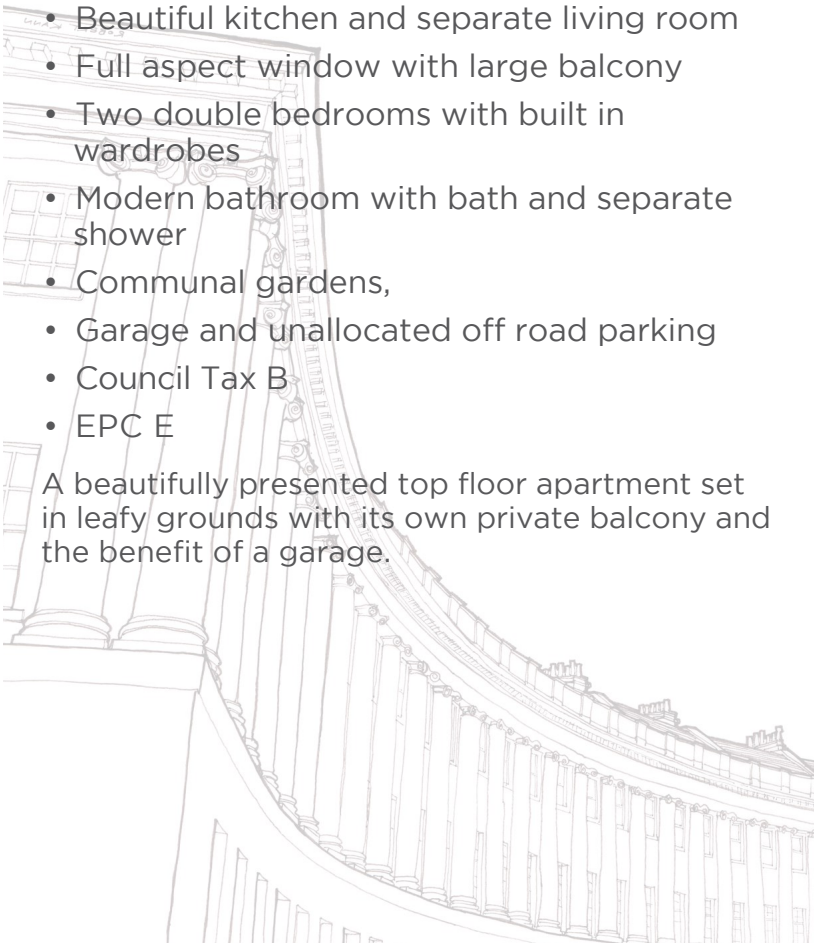 • Beautiful kitchen and separate living room
• Full aspect window with large balcony
• Two double bedrooms with built in
wardrobes
• Modern bathroom with bath and separate
shower
• Communal gardens,
• Garage and unallocated off road parking
• Council Tax B
• EPC E
A beautifully presented top floor apartment set
in leafy grounds with its own private balcony and
the benefit of a garage.